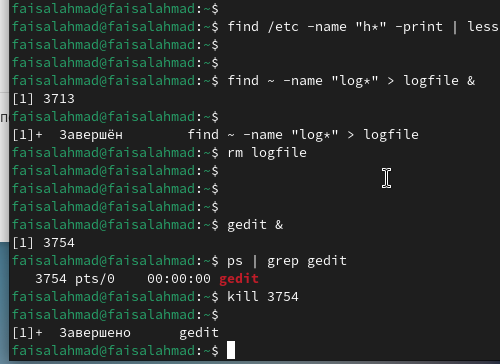 faisalahmad@faisalahmad:~$
faisalahmad@faisalahmad:~$ find /etc -name "h*" -print | less
faisalahmad@faisalahmad:~$
faisalahmad@faisalahmad:~$
faisalahmad@faisalahmad:~$ find ~ -name "log*" > logfile &
[1] 3713
faisalahmad@faisalahmad:~$
[1]+  Завершён        find ~ -name "log*" > logfile
faisalahmad@faisalahmad:~$ rm logfile
faisalahmad@faisalahmad:~$
faisalahmad@faisalahmad:~$
faisalahmad@faisalahmad:~$
faisalahmad@faisalahmad:~$ gedit &
[1] 3754
faisalahmad@faisalahmad:~$ ps | grep gedit
   3754 pts/0    00:00:00 gedit
faisalahmad@faisalahmad:~$ kill 3754
faisalahmad@faisalahmad:~$
[1]+  Завершено      gedit
faisalahmad@faisalahmad:~$